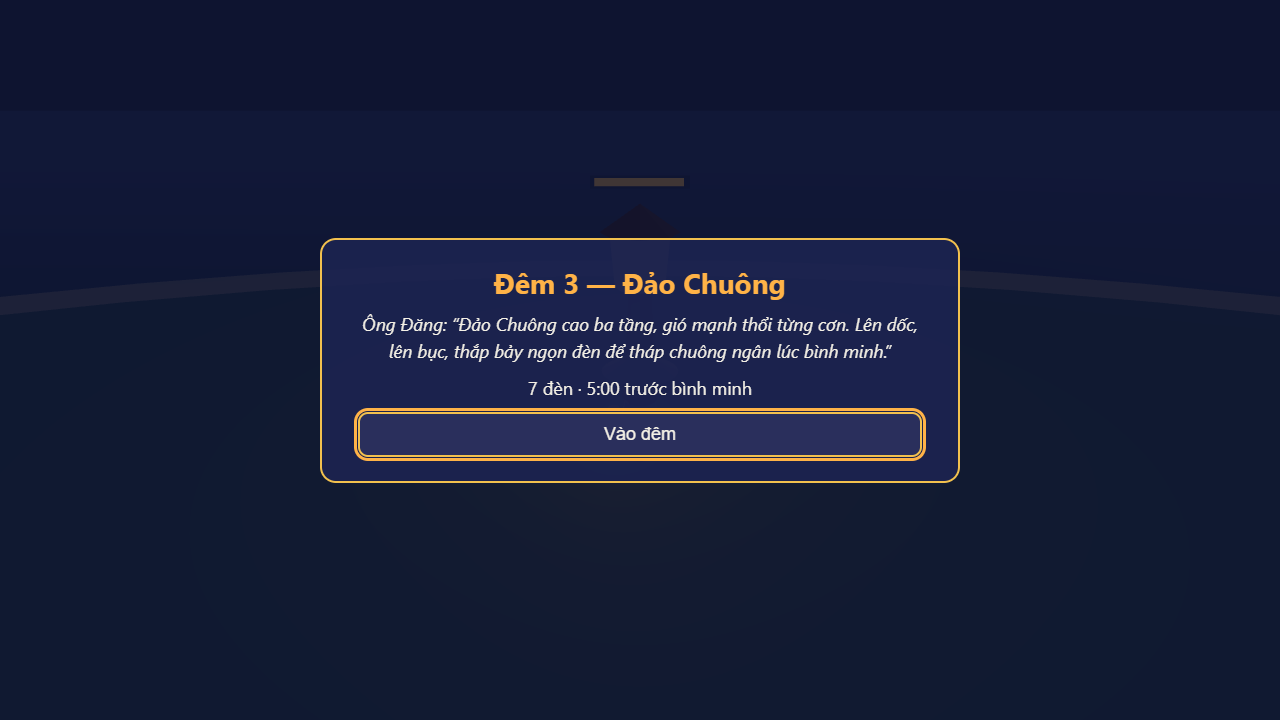 Đêm 3 — Đảo Chuông
Ông Đăng: “Đảo Chuông cao ba tầng, gió mạnh thổi từng cơn. Lên dốc,
lên bục, thắp bảy ngọn đèn để tháp chuông ngân lúc bình minh.”
7 đèn · 5:00 trước bình minh
Vào đêm